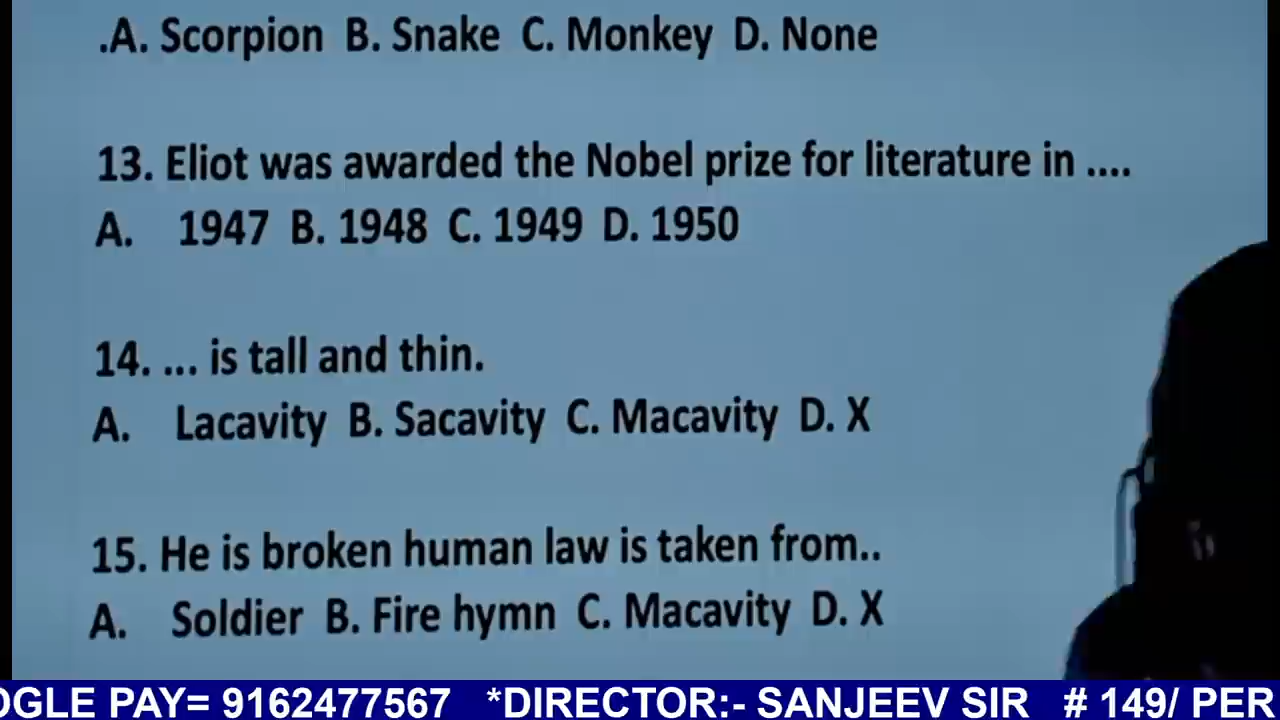 .A. Scorpion B. Snake C. Monkey D. None
13. Eliot was awarded the Nobel prize for literature in ....
A. 1947 B. 1948 C. 1949 D. 1950
14. ... is tall and thin.
A. Lacavity B. Sacavity C. Macavity D. X
15. He is broken human law is taken from..
A. Soldier B. Fire hymn C. Macavity D. X
OGLE PAY= 9162477567 *DIRECTOR:- SANJEEV SIR # 149/ PER